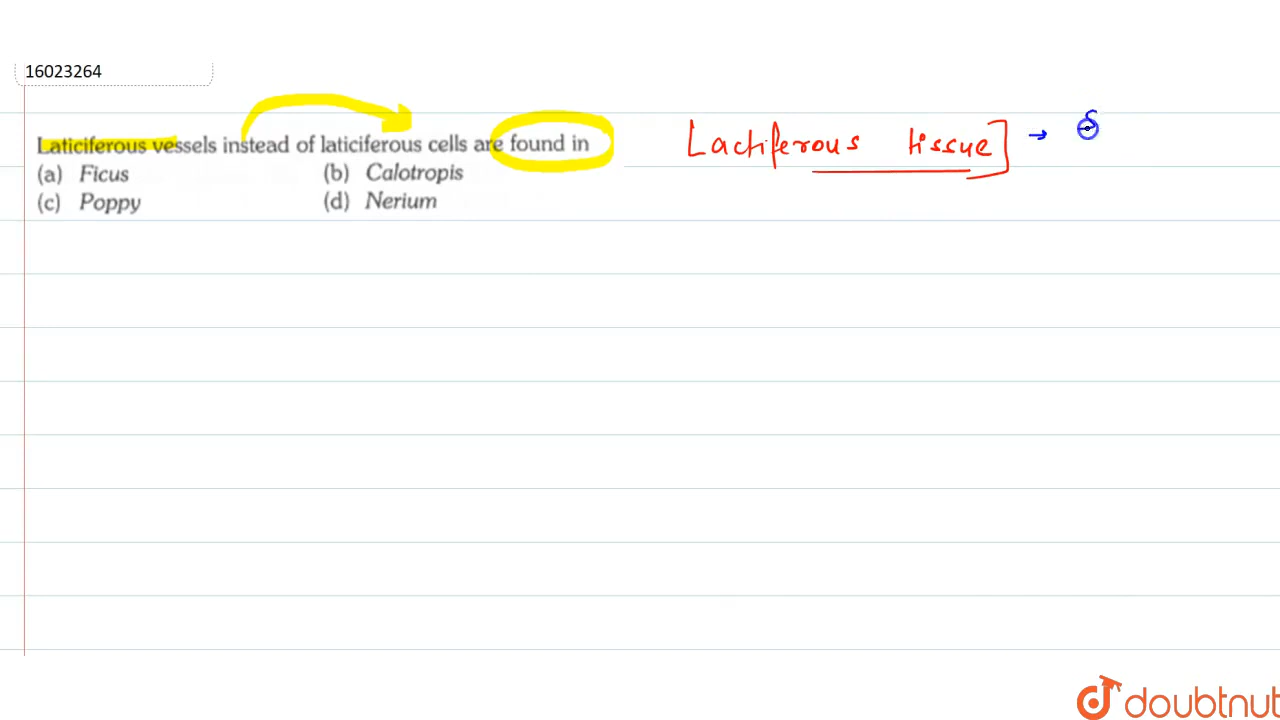 16023264
Laticiferous vessels instead of laticiferous cells are found in
(a) Ficus (b) Calotropis
(c) Poppy (d) Nerium
[Lactiferous tissue] →
doubtnut